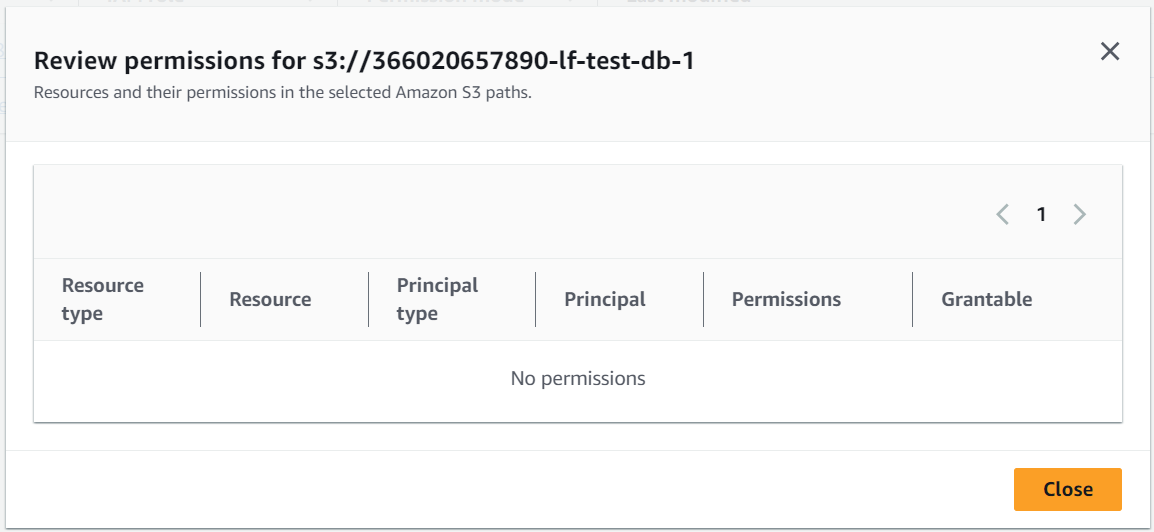 Review permissions for s3://366020657890-lf-test-db-1
Resources and their permissions in the selected Amazon S3 paths.
1
Resource type
Resource
Principal type
Principal
Permissions
Grantable
No permissions
Close